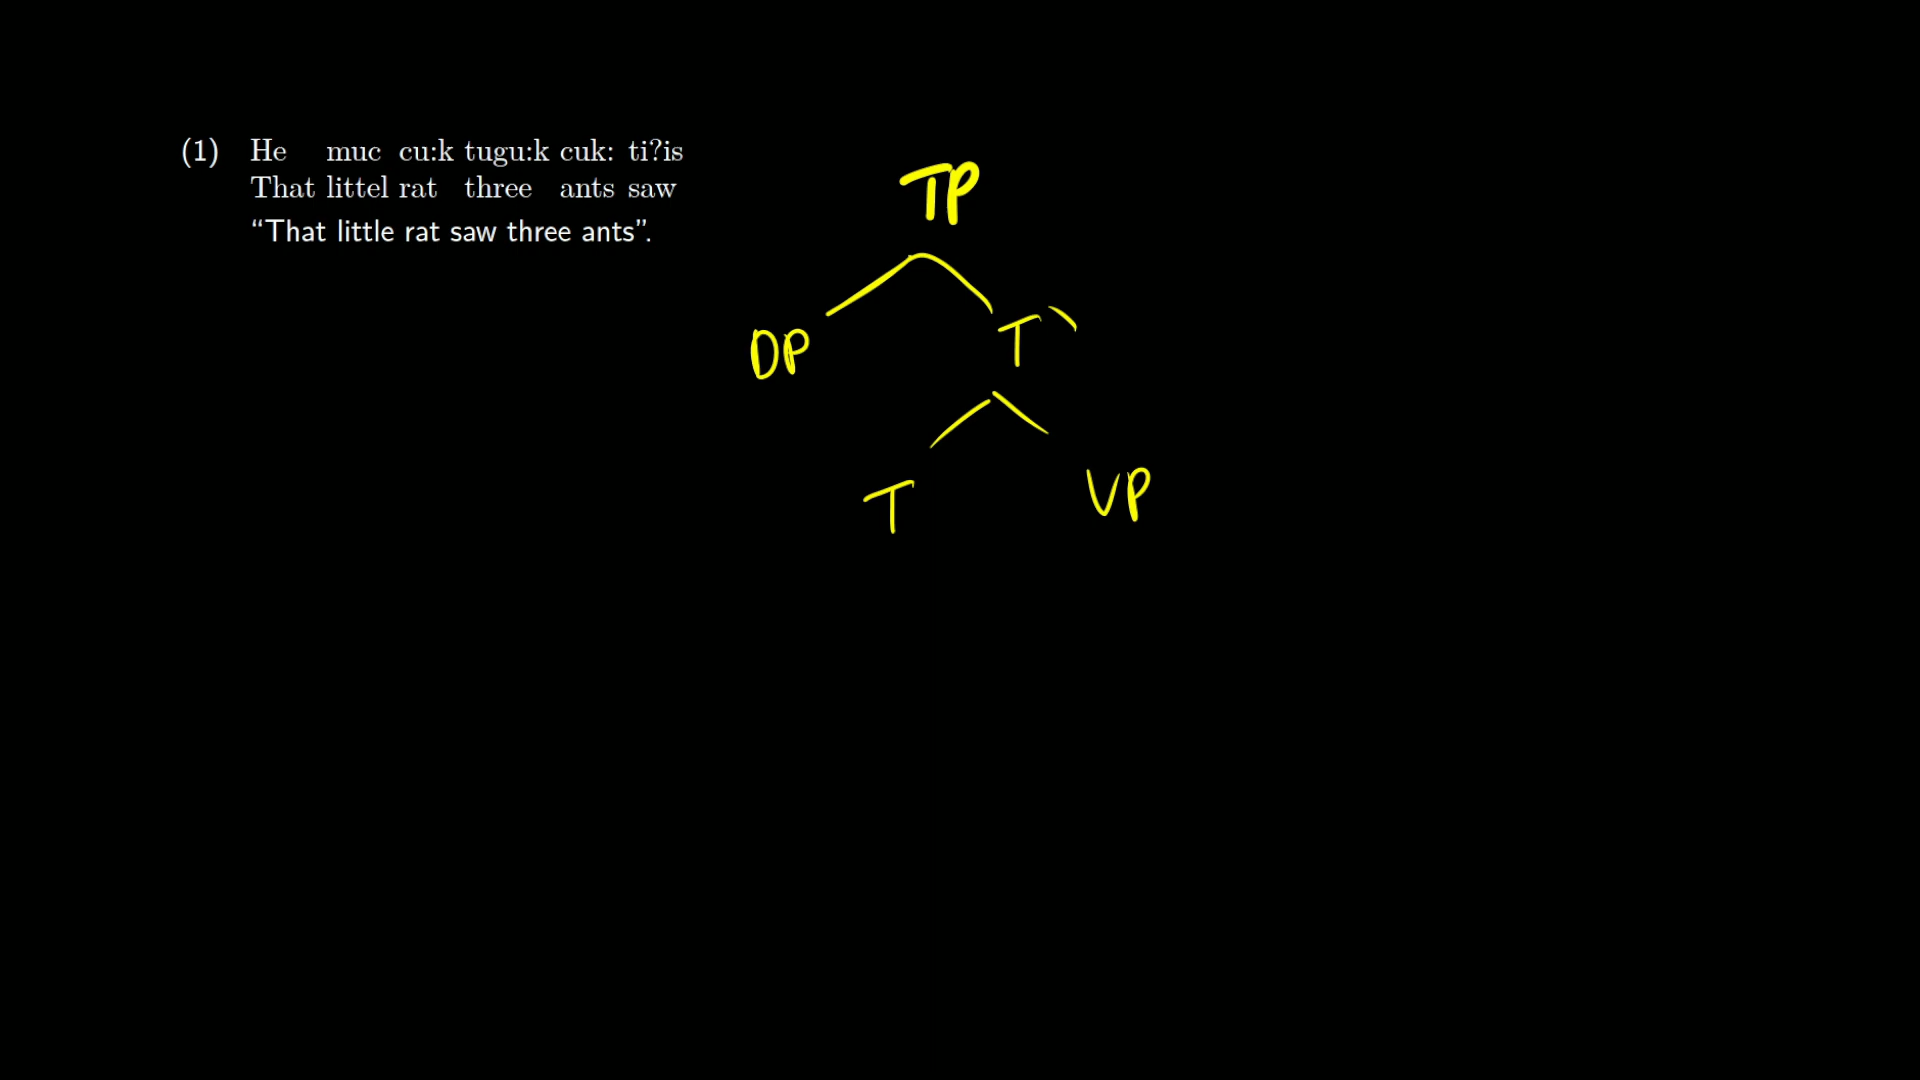 (1) He muc cu:k tugu:k cuk: ti?is
That littel rat three ants saw
“That little rat saw three ants”.
TP
DP T`
T VP